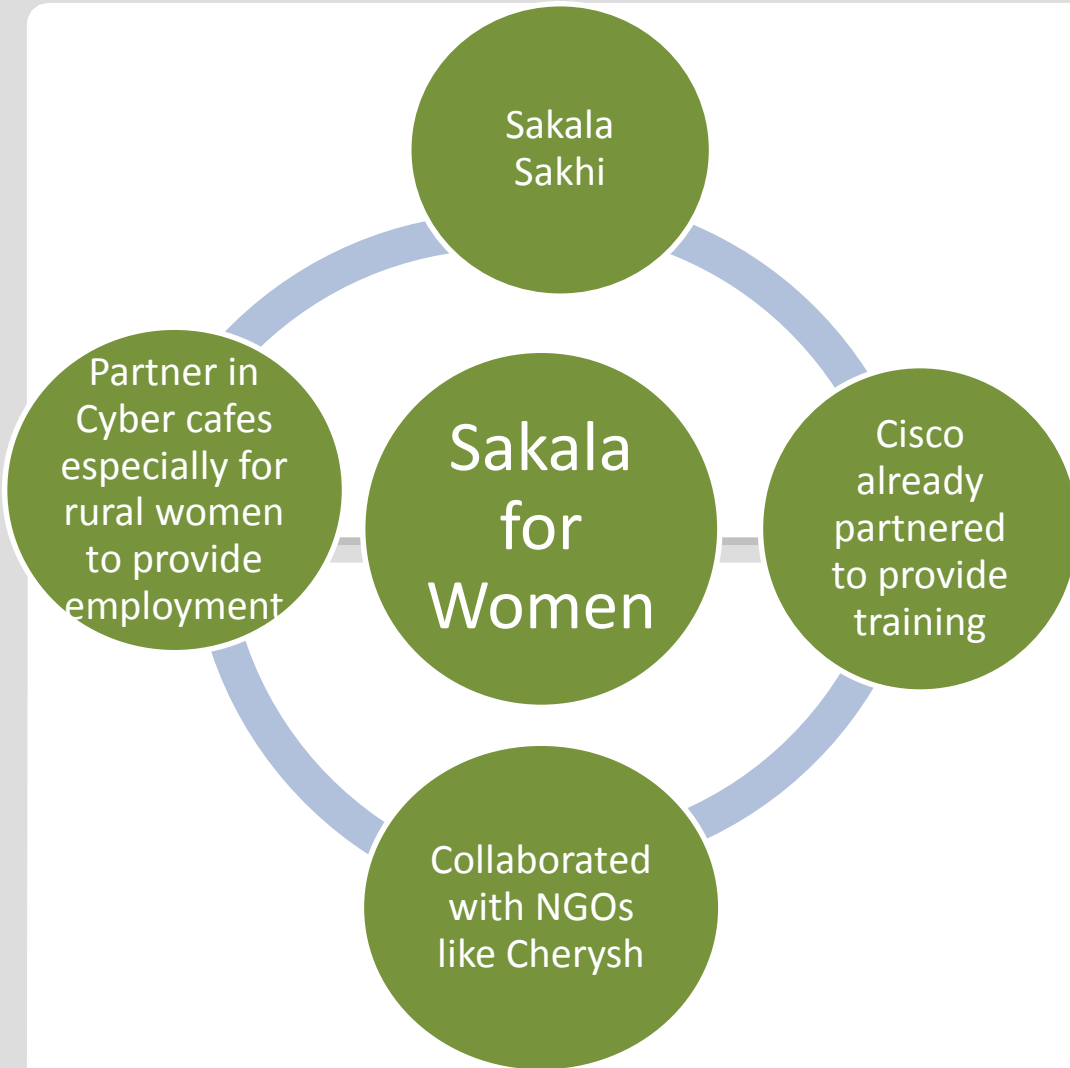 Sakala
Sakhi
Partner in
Cyber cafes
especially for
rural women
to provide
employment
Sakala
for
Women
Cisco
already
partnered
to provide
training
Collaborated
with NGOs
like Cherysh